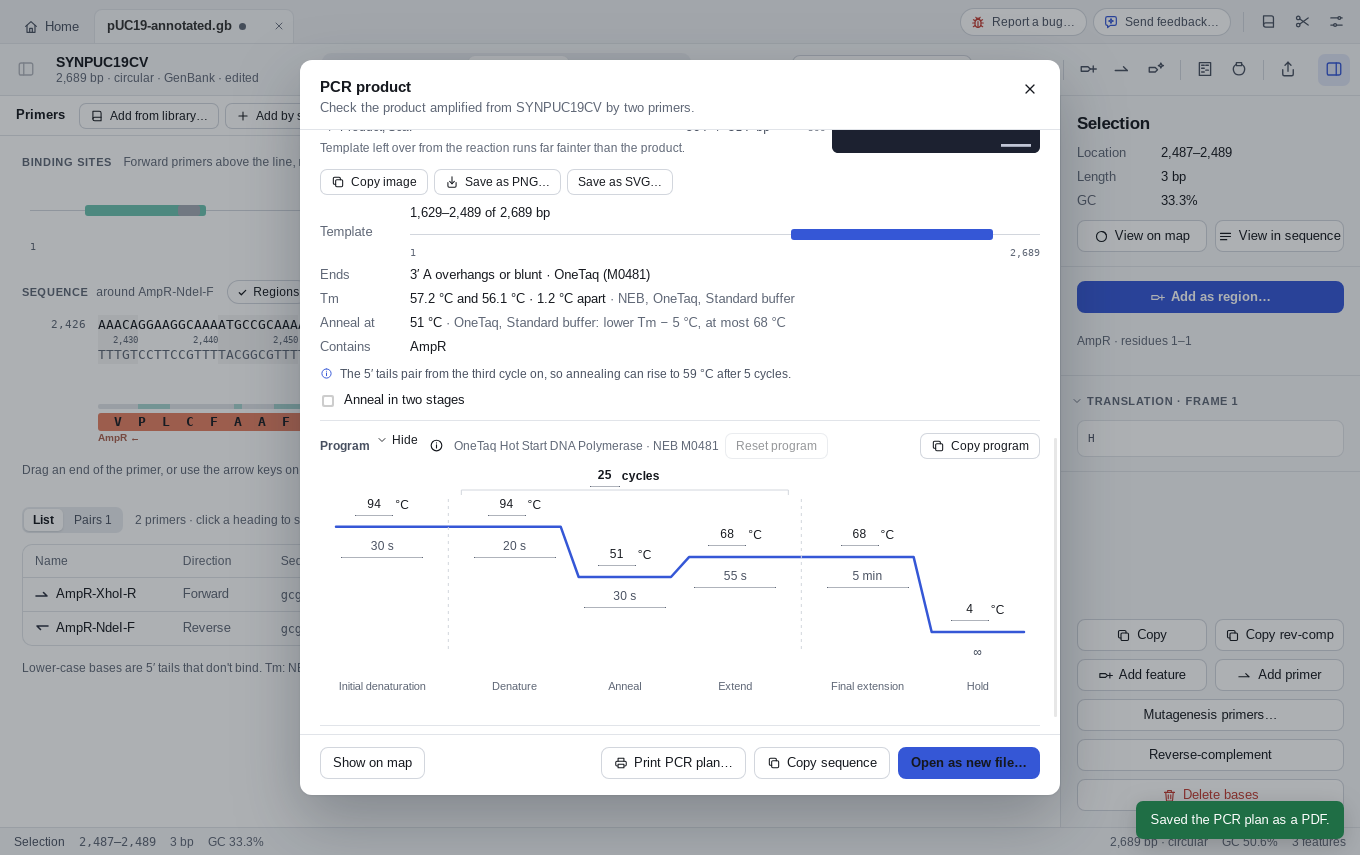 Home
pUC19-annotated.gb
Report a bug…
Send feedback…
SYNPUC19CV
2,689 bp · circular · GenBank · edited
Primers
Add from library…
Add by s
BINDING SITES
Forward primers above the line,
1
SEQUENCE
around AmpR-NdeI-F
Regions
2,426
AAACAGGAAGGCAAAATGCCGCAAA
2,430
2,440
2,450
TTTGTCCTTCCGTTTTACGGCGTTT
V P L C F A A F
AmpR ←
Drag an end of the primer, or use the arrow keys on
List
Pairs 1
2 primers · click a heading to s
Name
Direction
AmpR-XhoI-R
Forward
gcg
AmpR-NdeI-F
Reverse
gcg
Lower-case bases are 5′ tails that don't bind. Tm:
PCR product
Check the product amplified from SYNPUC19CV by two primers.
Template left over from the reaction runs far fainter than the product.
Copy image
Save as PNG…
Save as SVG…
Template
1,629–2,489 of 2,689 bp
1
2,689
Ends
3′ A overhangs or blunt · OneTaq (M0481)
Tm
57.2 °C and 56.1 °C · 1.2 °C apart · NEB, OneTaq, Standard buffer
Anneal at
51 °C · OneTaq, Standard buffer: lower Tm − 5 °C, at most 68 °C
Contains
AmpR
The 5′ tails pair from the third cycle on, so annealing can rise to 59 °C after 5 cycles.
Anneal in two stages
Program
Hide
OneTaq Hot Start DNA Polymerase · NEB M0481
Reset program
Copy program
25 cycles
94 °C
30 s
94 °C
20 s
51 °C
30 s
68 °C
55 s
68 °C
5 min
4 °C
∞
Initial denaturation
Denature
Anneal
Extend
Final extension
Hold
Show on map
Print PCR plan…
Copy sequence
Open as new file…
Selection
Location
2,487–2,489
Length
3 bp
GC
33.3%
View on map
View in sequence
Add as region…
AmpR · residues 1–1
TRANSLATION · FRAME 1
H
Copy
Copy rev-comp
Add feature
Add primer
Mutagenesis primers…
Reverse-complement
Delete bases
Saved the PCR plan as a PDF.
Selection
2,487–2,489
3 bp
GC 33.3%
2,689 bp · circular
GC 50.6%
3 features